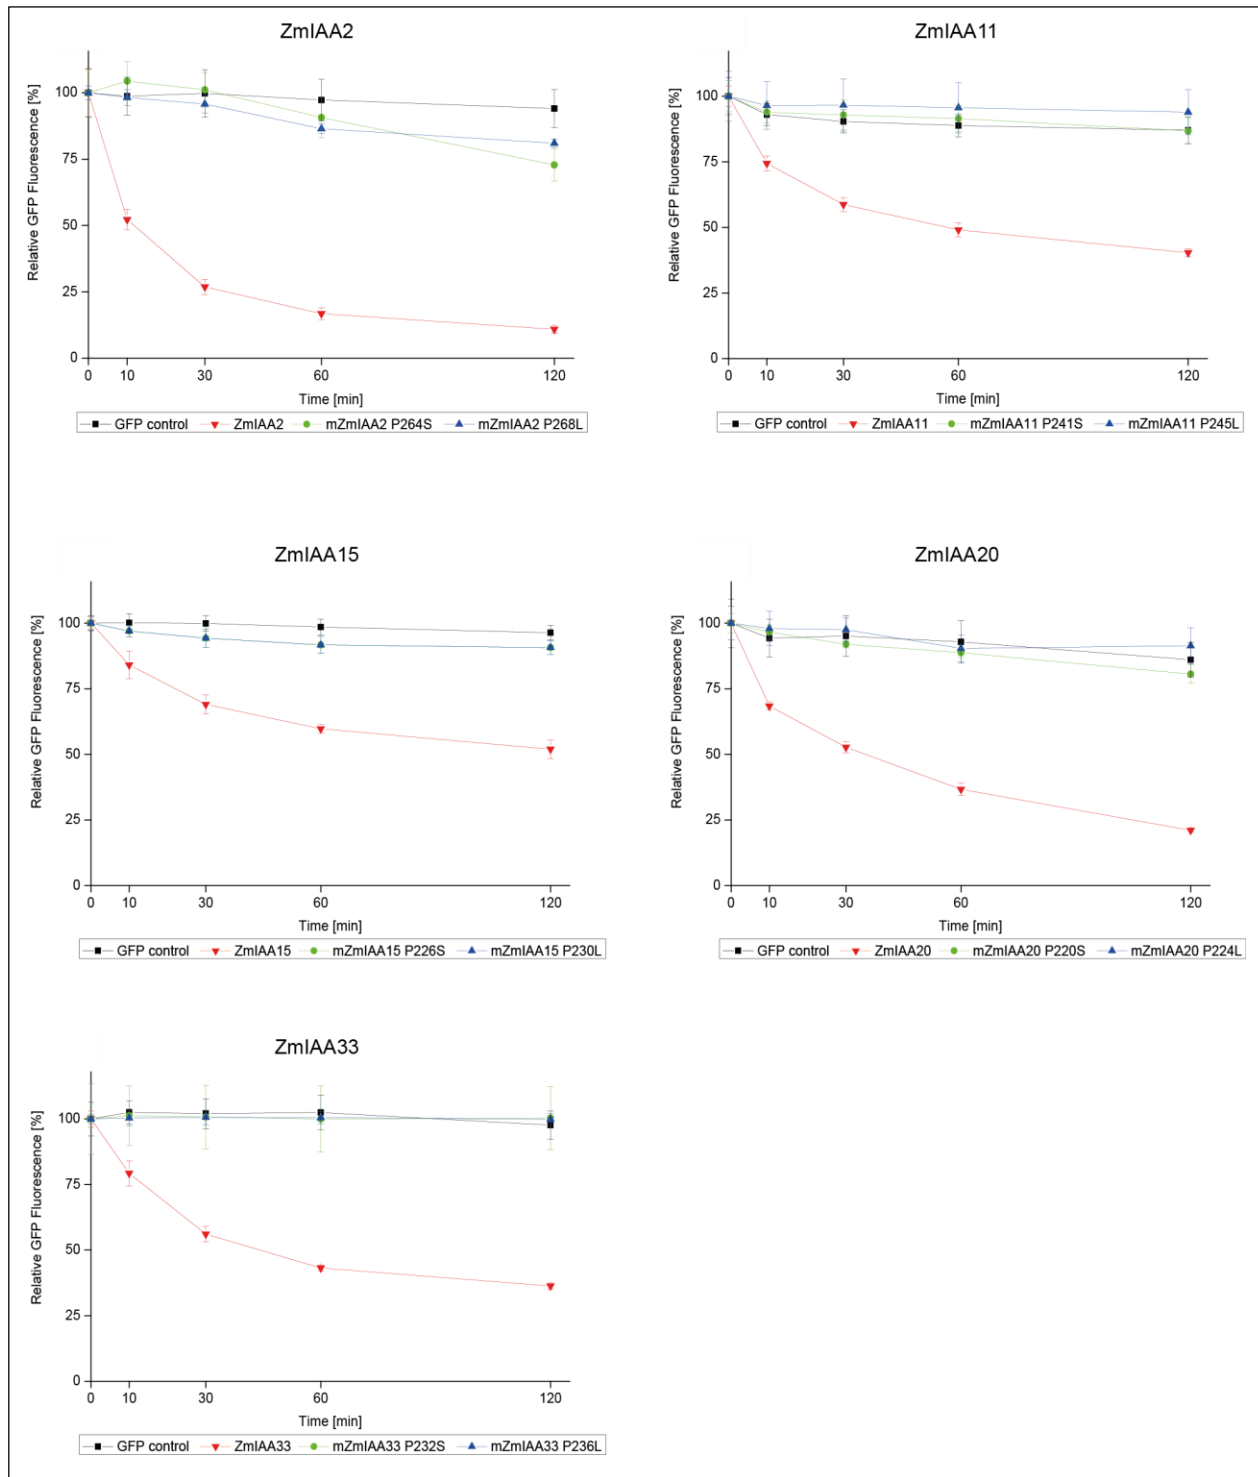 ZmIAA2
Relative GFP Fluorescence [%]
100
75
50
25
0
0 10 30 60 120
Time [min]
GFP control ZmIAA2 mZmIAA2 P264S mZmIAA2 P268L
ZmIAA11
Relative GFP Fluorescence [%]
100
75
50
25
0
0 10 30 60 120
Time [min]
GFP control ZmIAA11 mZmIAA11 P241S mZmIAA11 P245L
ZmIAA15
Relative GFP Fluorescence [%]
100
75
50
25
0
0 10 30 60 120
Time [min]
GFP control ZmIAA15 mZmIAA15 P226S mZmIAA15 P230L
ZmIAA20
Relative GFP Fluorescence [%]
100
75
50
25
0
0 10 30 60 120
Time [min]
GFP control ZmIAA20 mZmIAA20 P220S mZmIAA20 P224L
ZmIAA33
Relative GFP Fluorescence [%]
100
75
50
25
0
0 10 30 60 120
Time [min]
GFP control ZmIAA33 mZmIAA33 P232S mZmIAA33 P236L